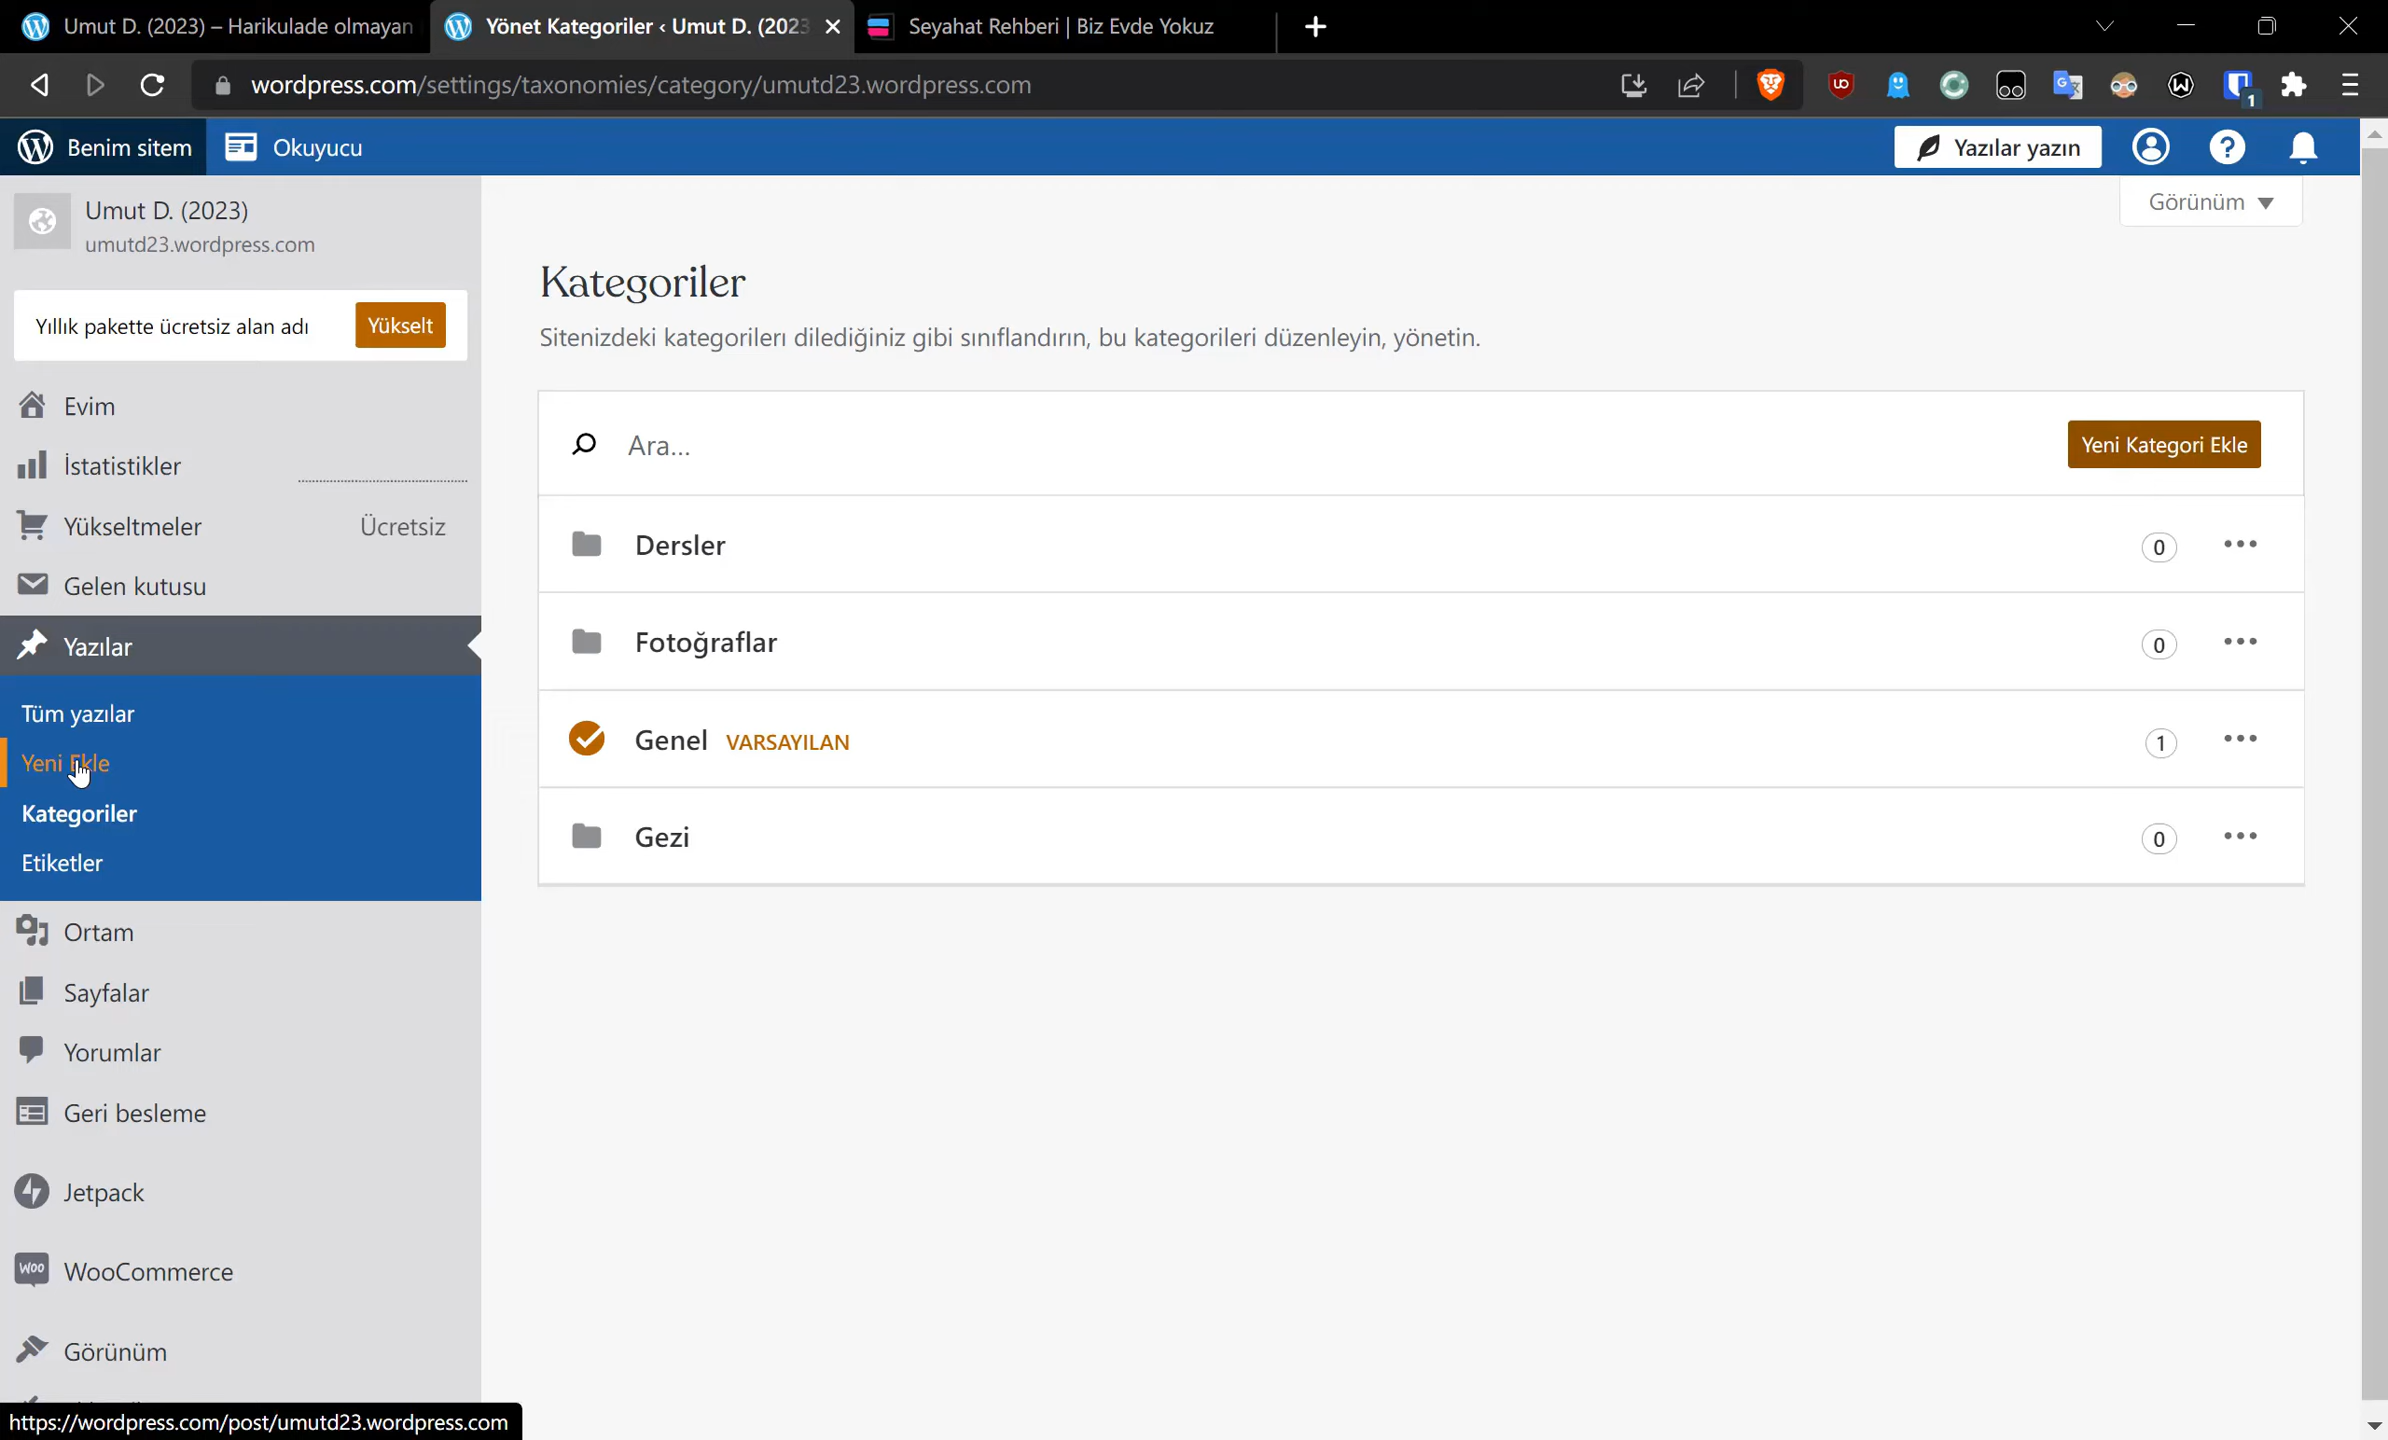 Umut D. (2023) – Harikulade olmayan
Yönet Kategoriler ‹ Umut D. (2023
Seyahat Rehberi | Biz Evde Yokuz
wordpress.com/settings/taxonomies/category/umutd23.wordpress.com
1
Benim sitem
Okuyucu
Yazılar yazın
Umut D. (2023)
umutd23.wordpress.com
Görünüm
Yıllık pakette ücretsiz alan adı
Yükselt
Kategoriler
Sitenizdeki kategorilerı dilediğiniz gibi sınıflandırın, bu kategorileri düzenleyin, yönetin.
Evim
İstatistikler
Yükseltmeler
Ücretsiz
Gelen kutusu
Yazılar
Tüm yazılar
Yeni Ekle
Kategoriler
Etiketler
Ortam
Sayfalar
Yorumlar
Geri besleme
Jetpack
WOO
WooCommerce
Görünüm
Ara...
Yeni Kategori Ekle
Dersler
0
Fotoğraflar
0
Genel VARSAYILAN
1
Gezi
0
https://wordpress.com/post/umutd23.wordpress.com